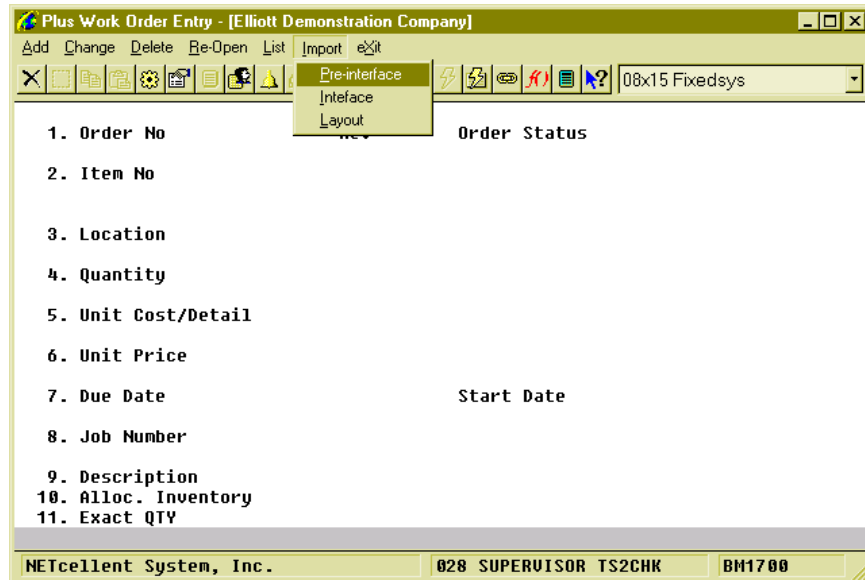 Plus Work Order Entry - [Elliott Demonstration Company]
Add Change Delete Re-Open List Import eXit
Pre-interface
Inteface
Layout
08x15 Fixedsys
1. Order No Order Status
2. Item No
3. Location
4. Quantity
5. Unit Cost/Detail
6. Unit Price
7. Due Date Start Date
8. Job Number
9. Description
10. Alloc. Inventory
11. Exact QTY
NETcellent System, Inc. 028 SUPERVISOR TS2CHK BM1700